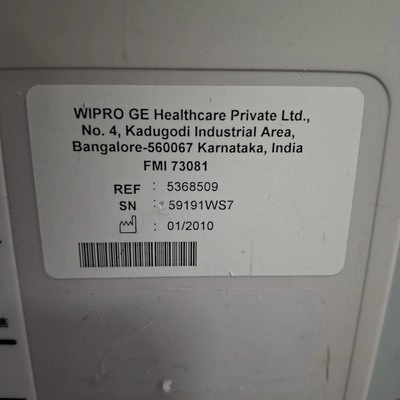 WIPRO GE Healthcare Private Ltd.,
No. 4, Kadugodi Industrial Area,
Bangalore-560067 Karnataka, India
FMI 73081
REF : 5368509
SN : 59191WS7
: 01/2010